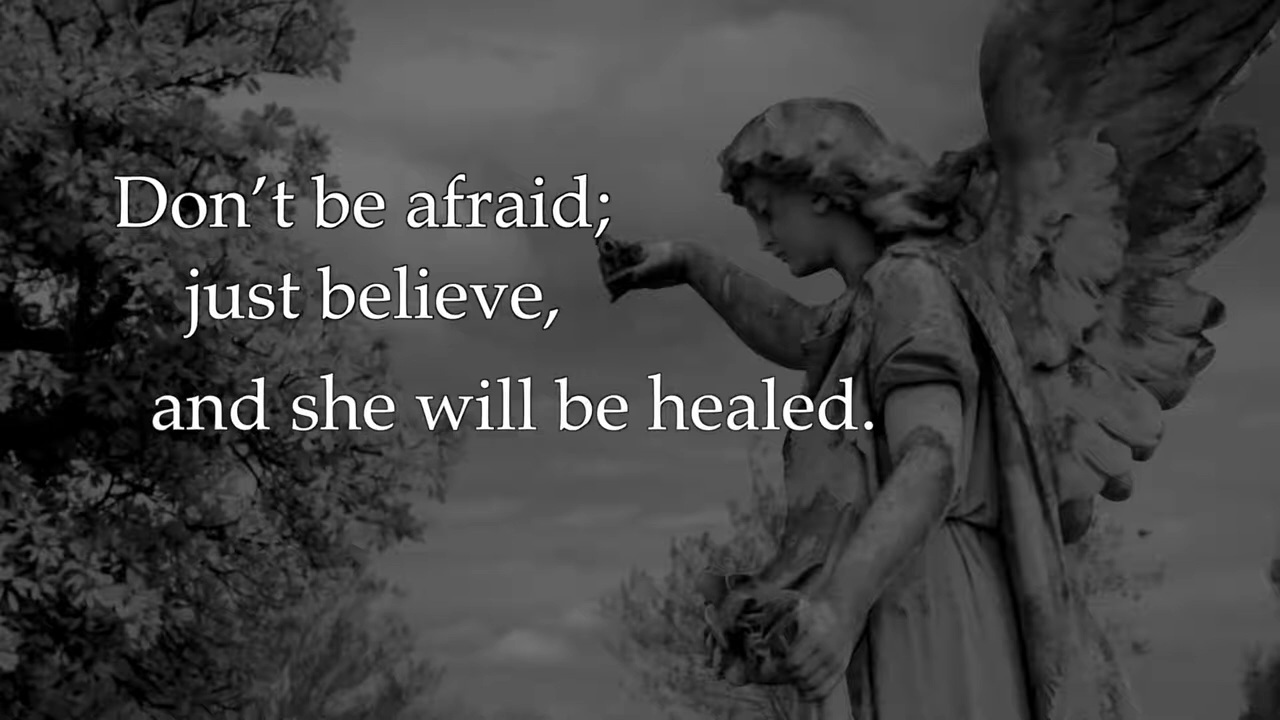 Don’t be afraid;
just believe,
and she will be healed.